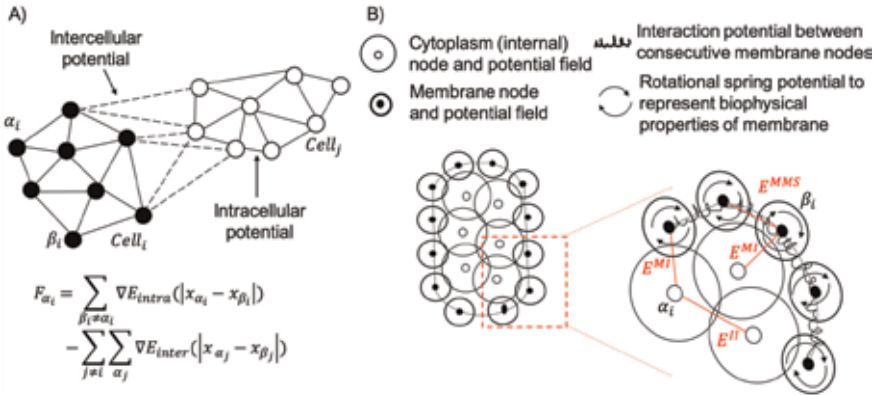 A)
Intercellular
potential
α_i
β_i
Cell_i
Cell_j
Intracellular
potential
F_{α_i} = ∑_{β_i≠α_i} ∇E_{intra}(|x_{α_i} − x_{β_i}|)
− ∑_{j≠i} ∑_{α_j} ∇E_{inter}(|x_{α_j} − x_{β_j}|)
B)
Cytoplasm (internal)
node and potential field
Membrane node
and potential field
Interaction potential between
consecutive membrane nodes
Rotational spring potential to
represent biophysical
properties of membrane
E^{MMS}
β_i
E^{MI}
E^{MI}
α_i
E^{II}